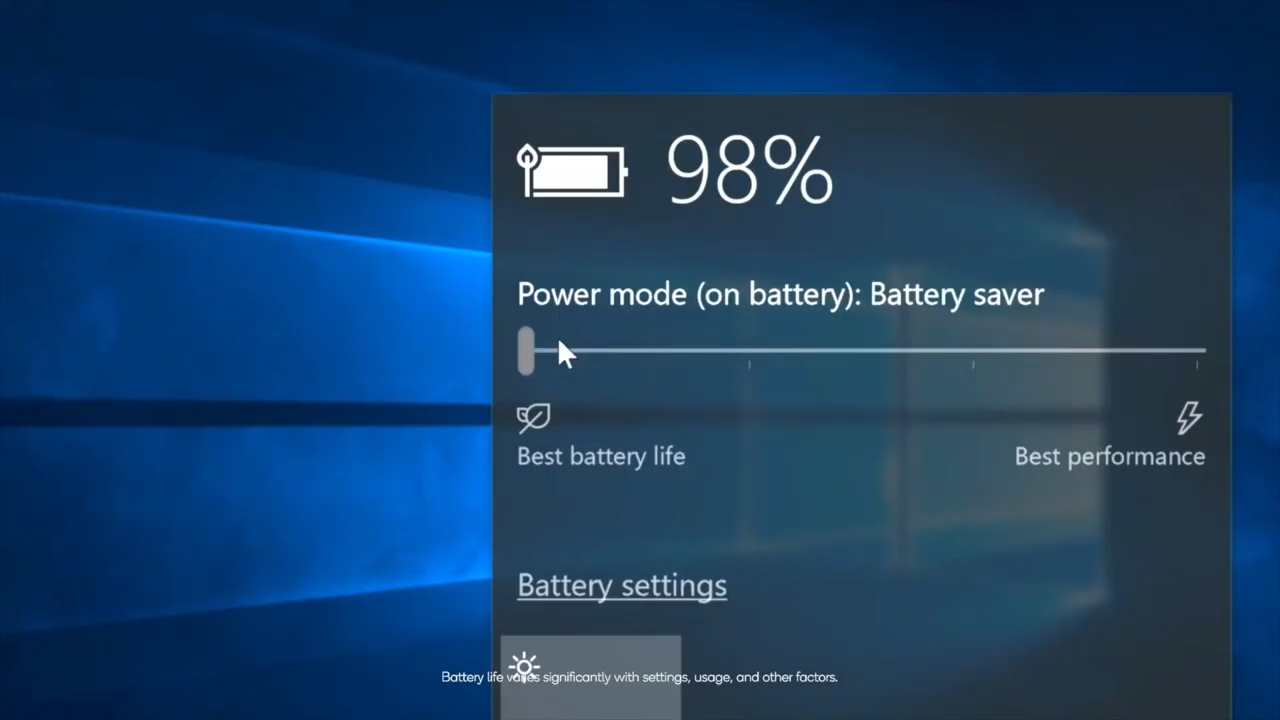 98%
Power mode (on battery): Battery saver
Best battery life
Best performance
Battery settings
Battery life varies significantly with settings, usage, and other factors.